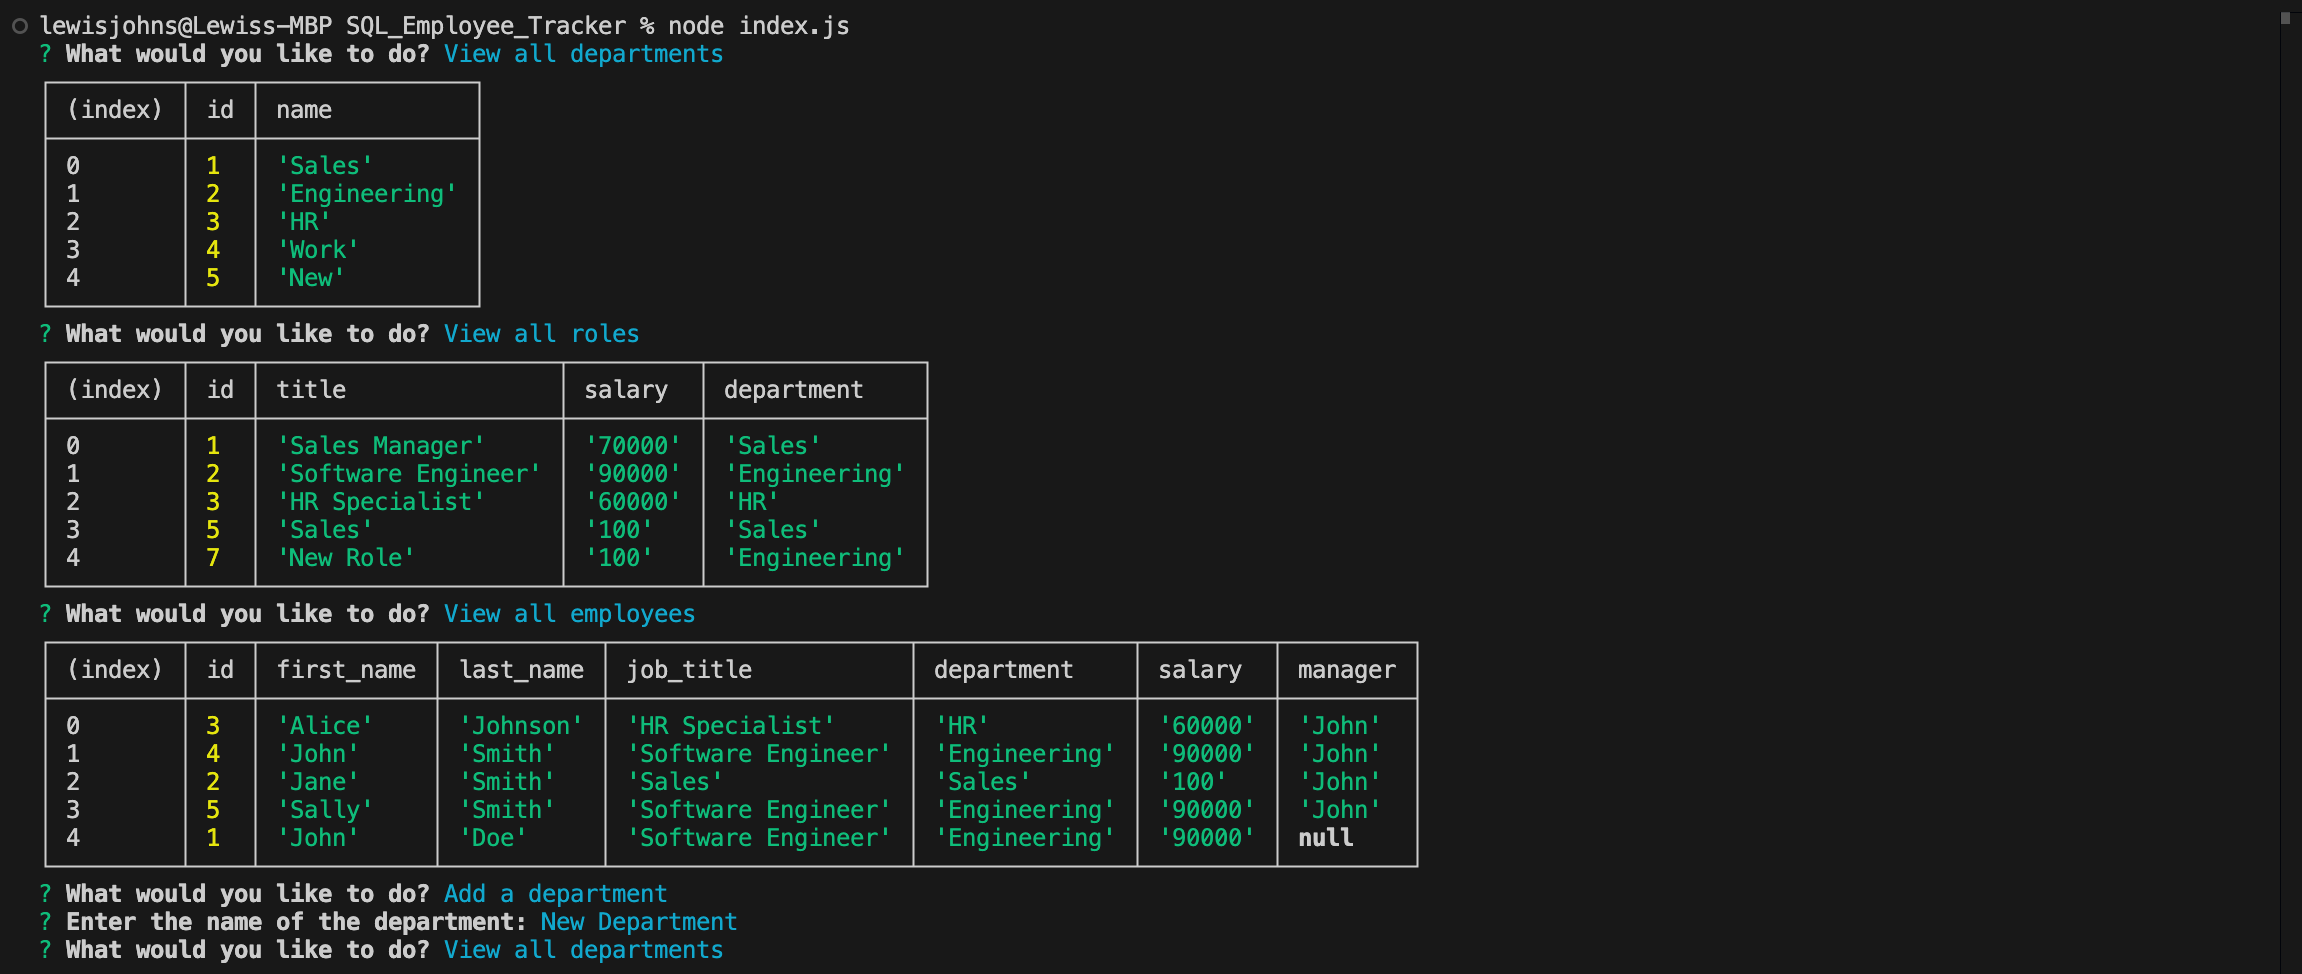 lewisjohns@Lewiss-MBP SQL_Employee_Tracker % node index.js
? What would you like to do? View all departments
(index) id name
0 1 'Sales'
1 2 'Engineering'
2 3 'HR'
3 4 'Work'
4 5 'New'
? What would you like to do? View all roles
(index) id title salary department
0 1 'Sales Manager' '70000' 'Sales'
1 2 'Software Engineer' '90000' 'Engineering'
2 3 'HR Specialist' '60000' 'HR'
3 5 'Sales' '100' 'Sales'
4 7 'New Role' '100' 'Engineering'
? What would you like to do? View all employees
(index) id first_name last_name job_title department salary manager
0 3 'Alice' 'Johnson' 'HR Specialist' 'HR' '60000' 'John'
1 4 'John' 'Smith' 'Software Engineer' 'Engineering' '90000' 'John'
2 2 'Jane' 'Smith' 'Sales' 'Sales' '100' 'John'
3 5 'Sally' 'Smith' 'Software Engineer' 'Engineering' '90000' 'John'
4 1 'John' 'Doe' 'Software Engineer' 'Engineering' '90000' null
? What would you like to do? Add a department
? Enter the name of the department: New Department
? What would you like to do? View all departments